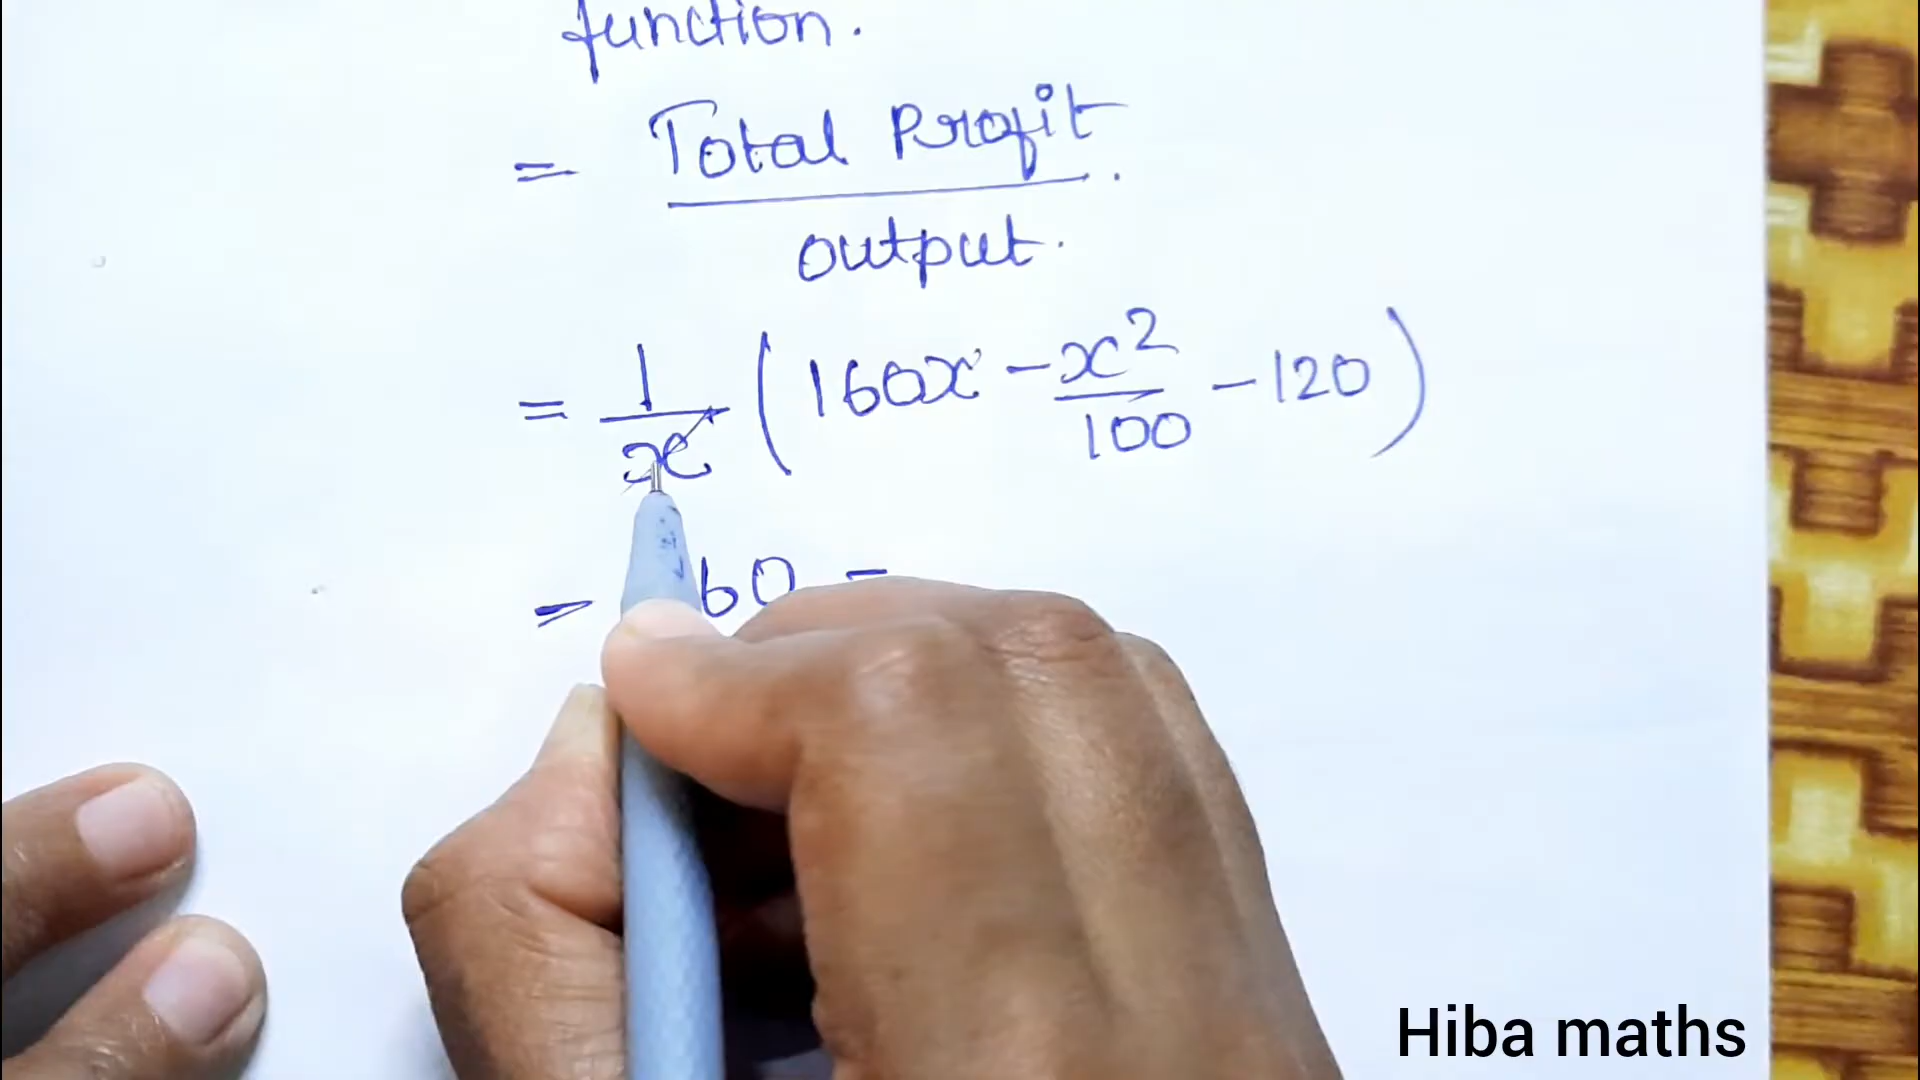 function.
= Total Profit / output.
= 1/x (160x - x²/100 - 120)
= 60 -
Hiba maths